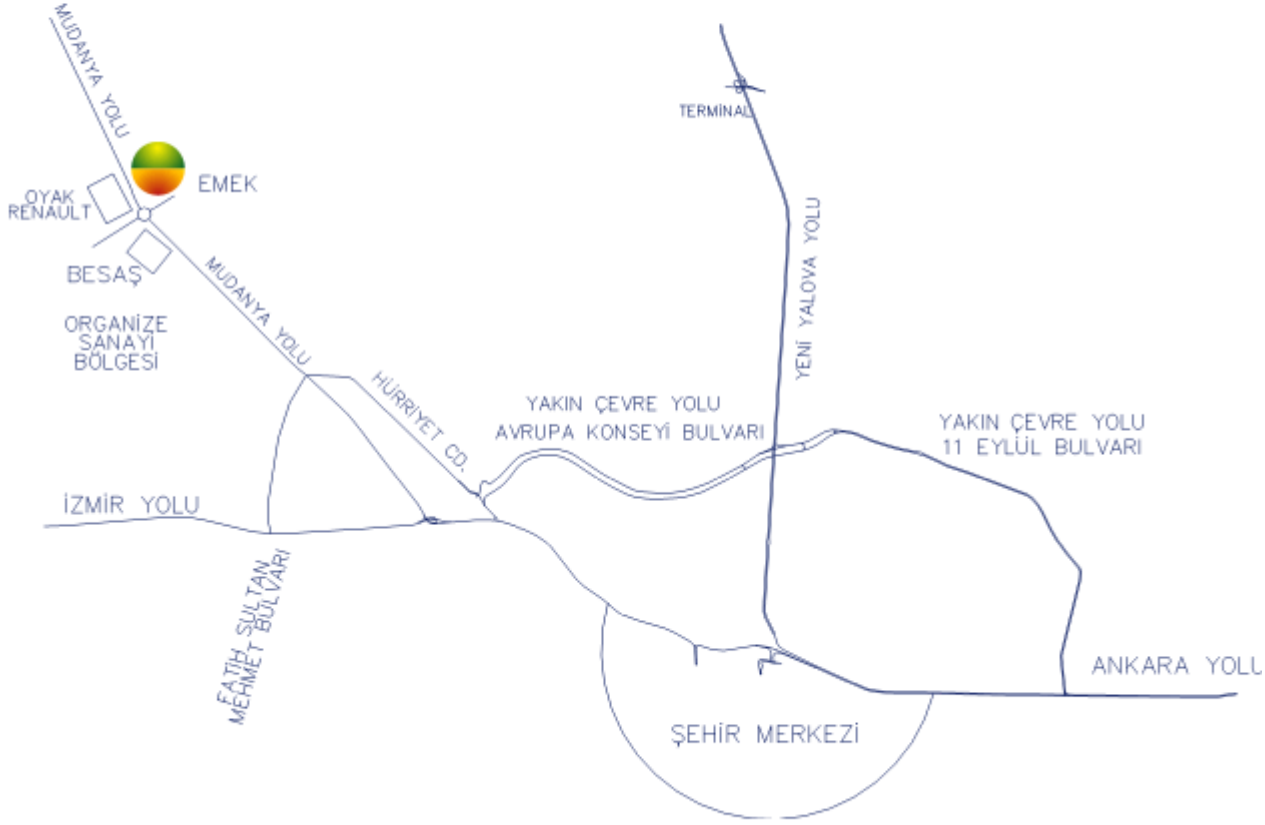 MUDANYA YOLU
TERMİNAL
EMEK
OYAK
RENAULT
BESAŞ
MUDANYA YOLU
YENİ YALOVA YOLU
ORGANİZE
SANAYİ
BÖLGESİ
HÜRRİYET CD.
YAKIN ÇEVRE YOLU
AVRUPA KONSEYİ BULVARI
YAKIN ÇEVRE YOLU
11 EYLÜL BULVARI
İZMİR YOLU
FATİH SULTAN
MEHMET BULVARI
ANKARA YOLU
ŞEHİR MERKEZİ